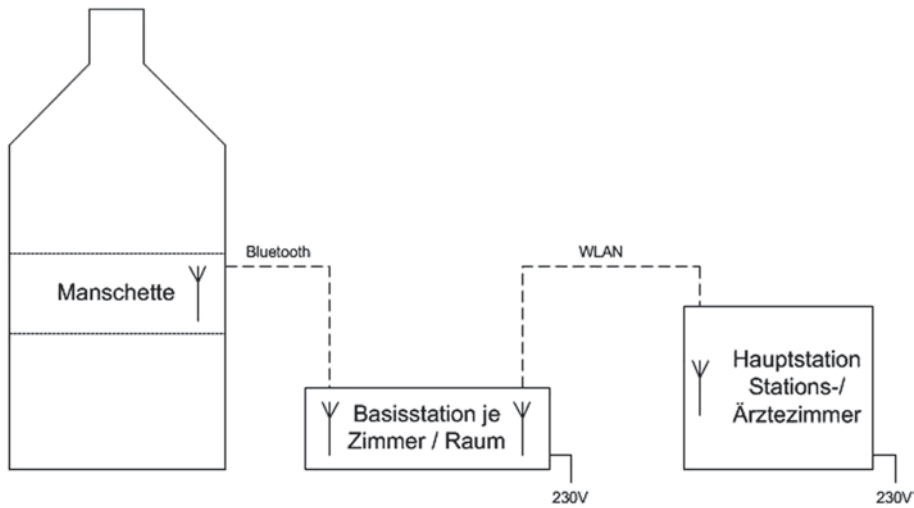 Bluetooth
WLAN
Manschette
Hauptstation
Stations-/
Ärztezimmer
Basisstation je
Zimmer / Raum
230V
230V